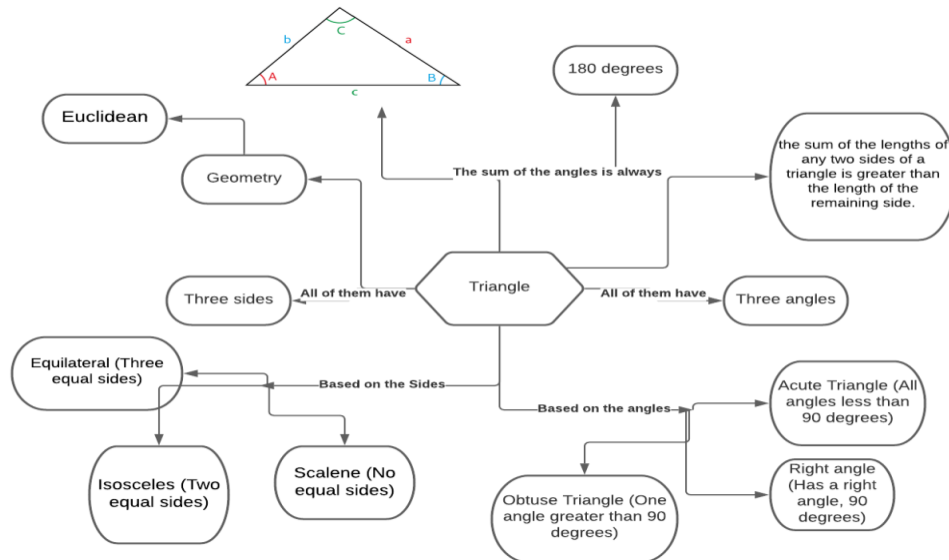 C
b
a
A
B
c
180 degrees
Euclidean
the sum of the lengths of
any two sides of a
triangle is greater than
the length of the
remaining side.
The sum of the angles is always
Geometry
Triangle
Three sides
All of them have
All of them have
Three angles
Equilateral (Three
equal sides)
Based on the Sides
Acute Triangle (All
angles less than
90 degrees)
Based on the angles
Isosceles (Two
equal sides)
Scalene (No
equal sides)
Obtuse Triangle (One
angle greater than 90
degrees)
Right angle
(Has a right
angle, 90
degrees)